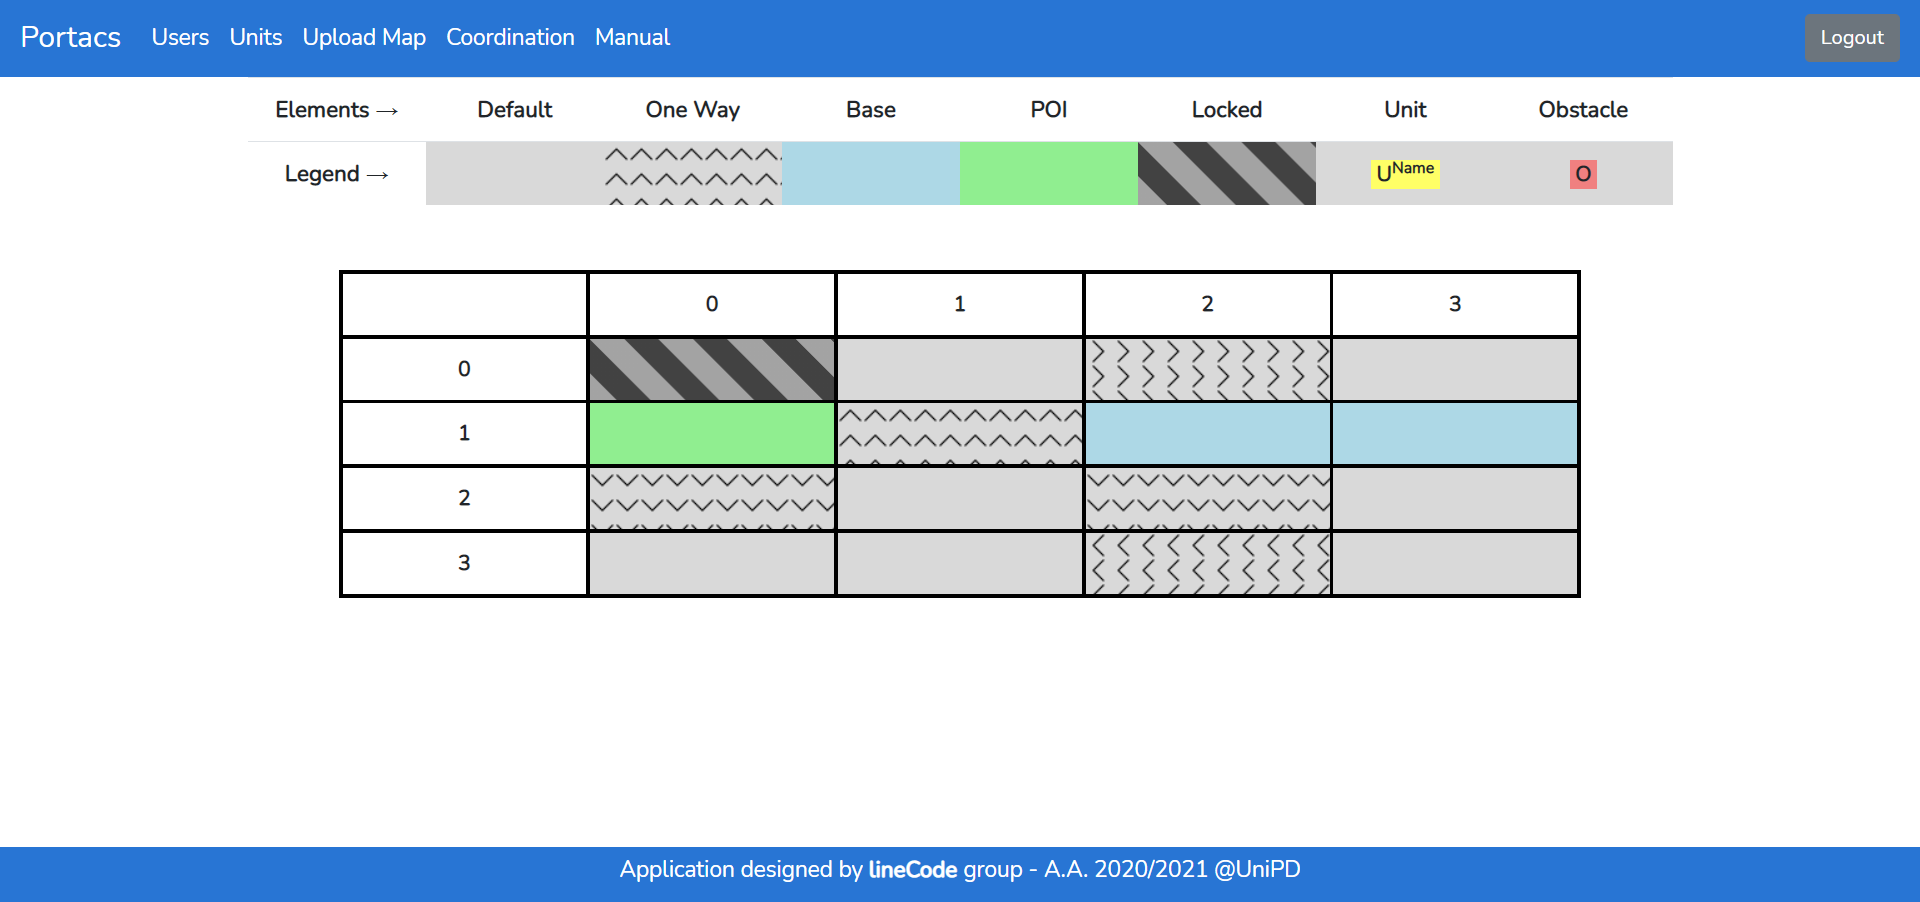 Portacs Users Units Upload Map Coordination Manual Logout
Elements → Default One Way Base POI Locked Unit Obstacle
Legend → U^Name O
0 1 2 3
0
1
2
3
Application designed by lineCode group - A.A. 2020/2021 @UniPD